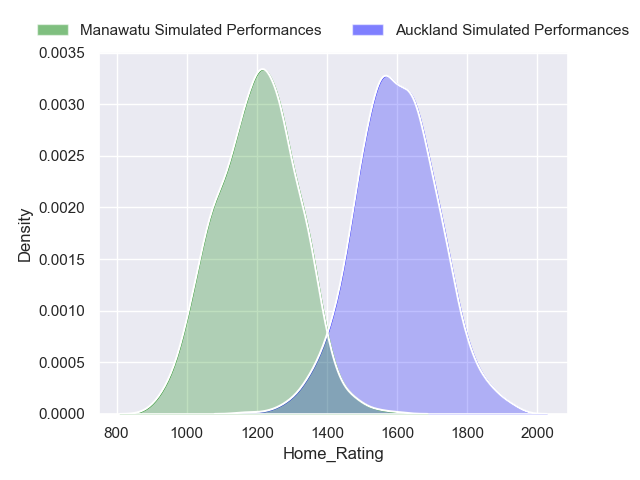 Manawatu Simulated Performances Auckland Simulated Performances
0.0035
0.0030
0.0025
0.0020
0.0015
0.0010
0.0005
0.0000
Density
800 1000 1200 1400 1600 1800 2000
Home_Rating